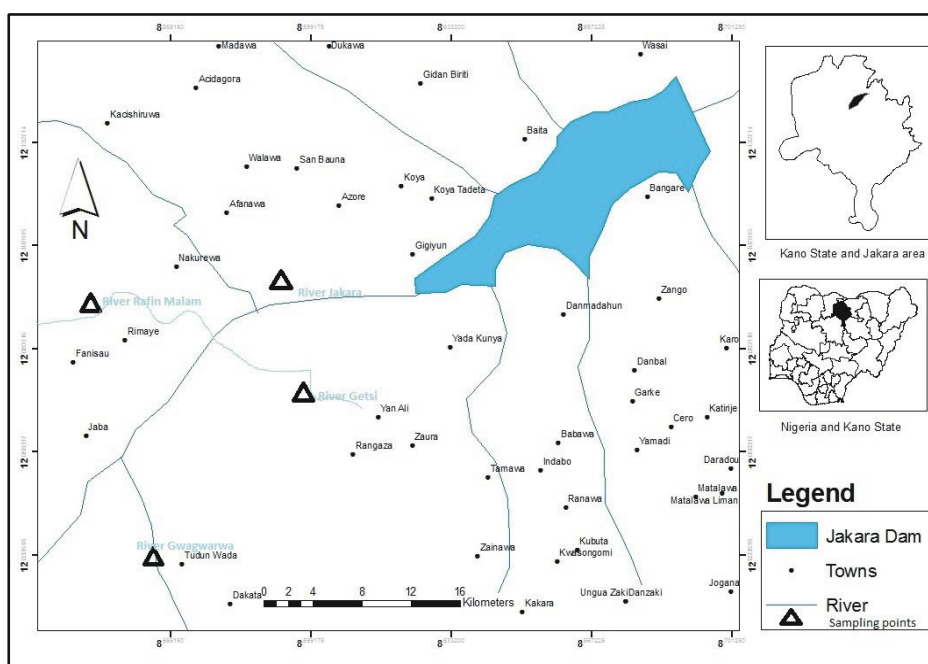 Madawa
Dukawa
Wasai
Acidagora
Gidan Biriti
Kacishiruwa
Baita
Walawa
San Bauna
Koya
Koya Tadeta
Bangare
Afanawa
Azore
N
Gigiyun
Nakurewa
River Rafin Malam
River Jakara
Zango
Danmadahun
Rimaye
Fanisau
Yada Kunya
Karo
Danbal
River Getsi
Garke
Yan Ali
Katirije
Cero
Jaba
Rangaza
Zaura
Babawa
Yamadi
Daradou
Tamawa
Indabo
Matalawa
Matalawa Liman
Ranawa
River Gwagwarwa
Tudun Wada
Zainawa
Kubuta
Kwasongomi
Dakata
0 2 4 8 12 16
Kilometers
Kakara
Ungua ZakiDanzaki
Jogana
Kano State and Jakara area
Nigeria and Kano State
Legend
Jakara Dam
Towns
River
Sampling points